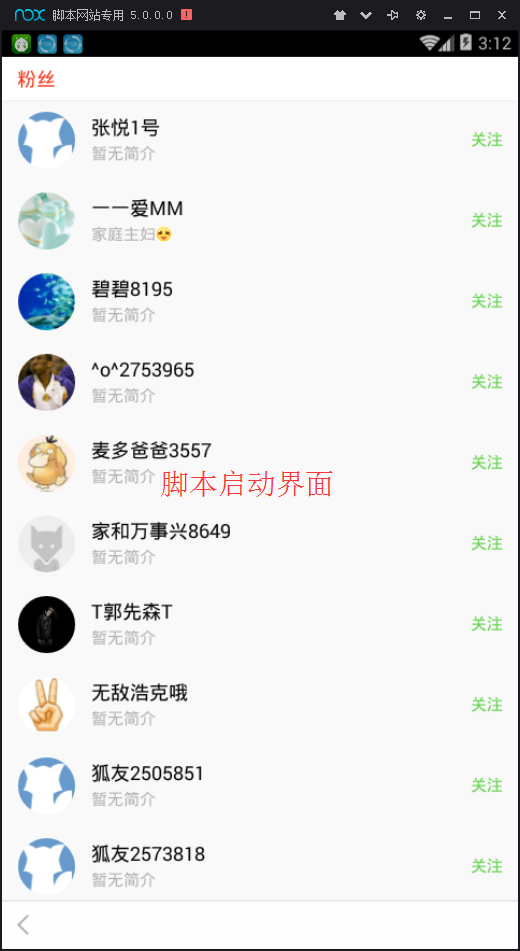 nox 脚本网站专用 5.0.0.0
3:12
粉丝
张悦1号
暂无简介
关注
一一爱MM
家庭主妇😍
关注
碧碧8195
暂无简介
关注
^o^2753965
暂无简介
关注
麦多爸爸3557
暂无简介
关注
脚本启动界面
家和万事兴8649
暂无简介
关注
T郭先森T
暂无简介
关注
无敌浩克哦
暂无简介
关注
狐友2505851
暂无简介
关注
狐友2573818
暂无简介
关注